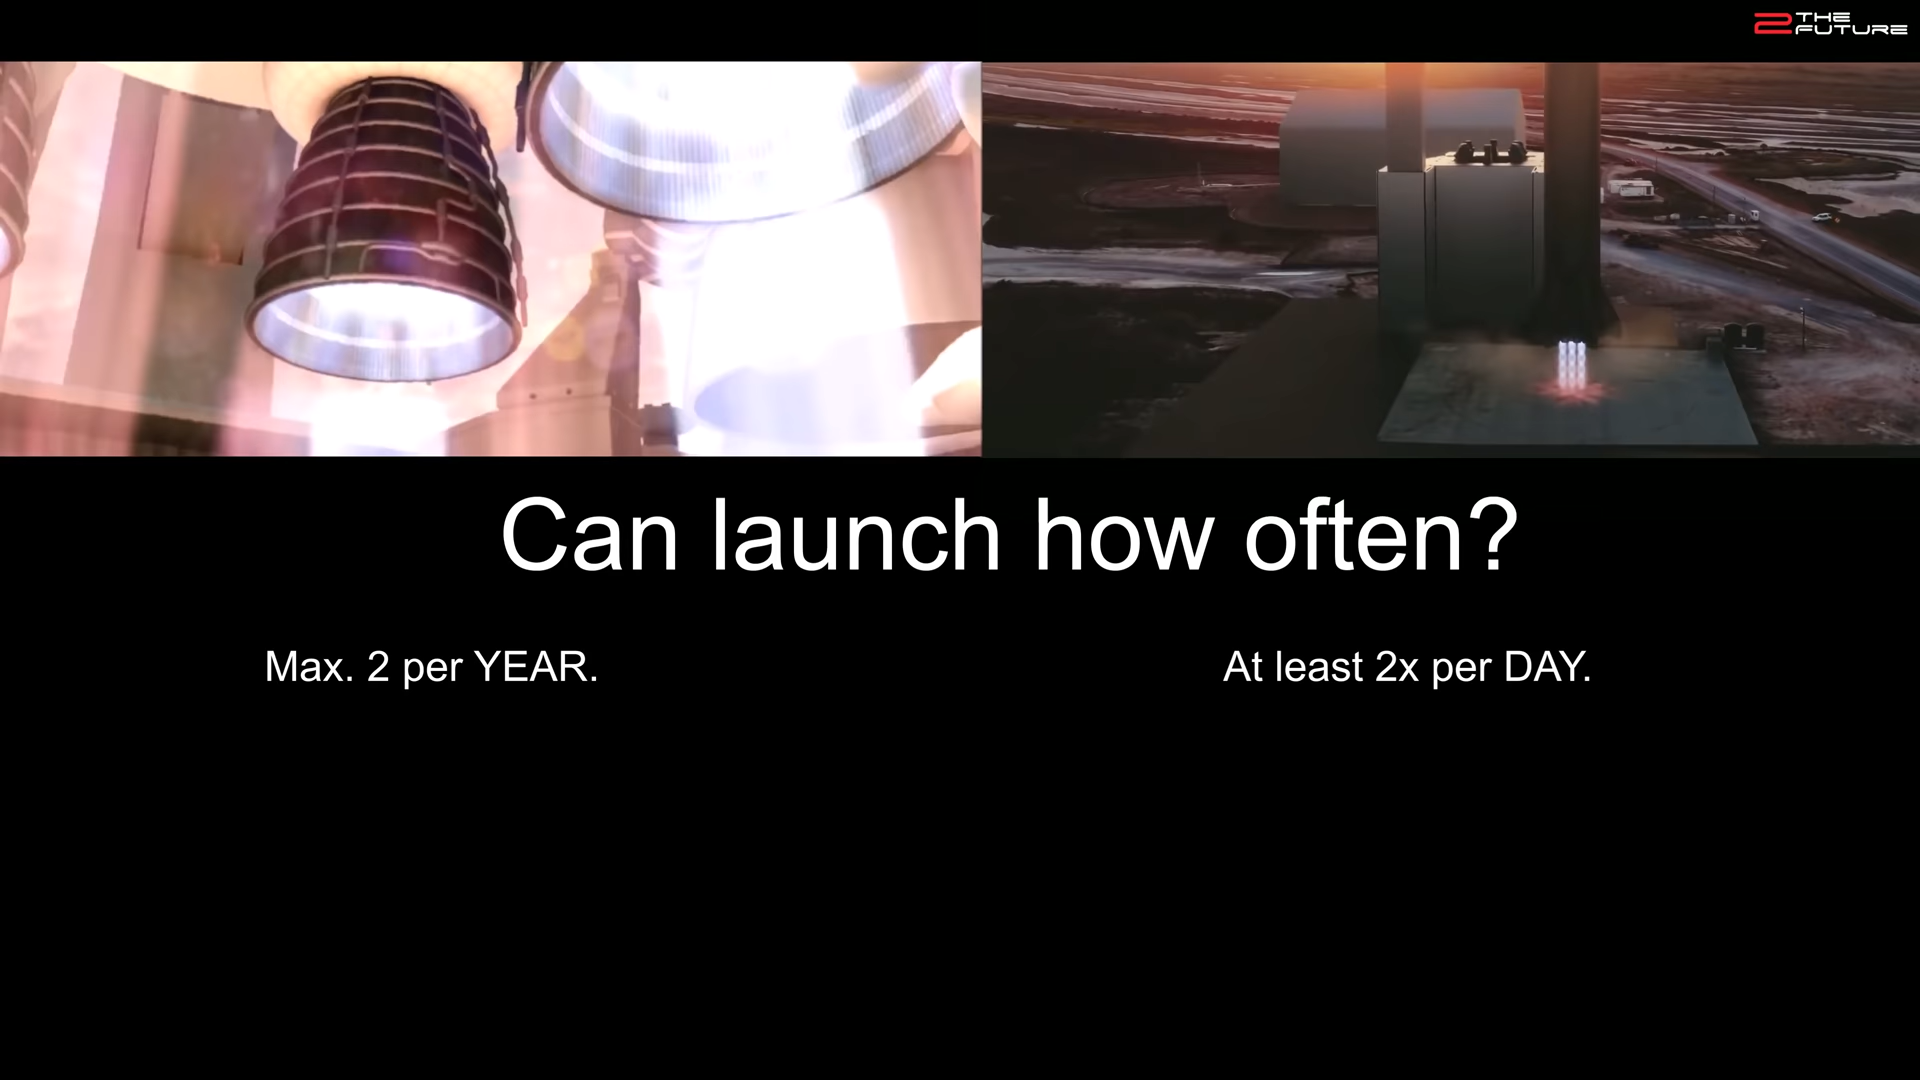 2 THE
FUTURE
Can launch how often?
Max. 2 per YEAR.
At least 2x per DAY.